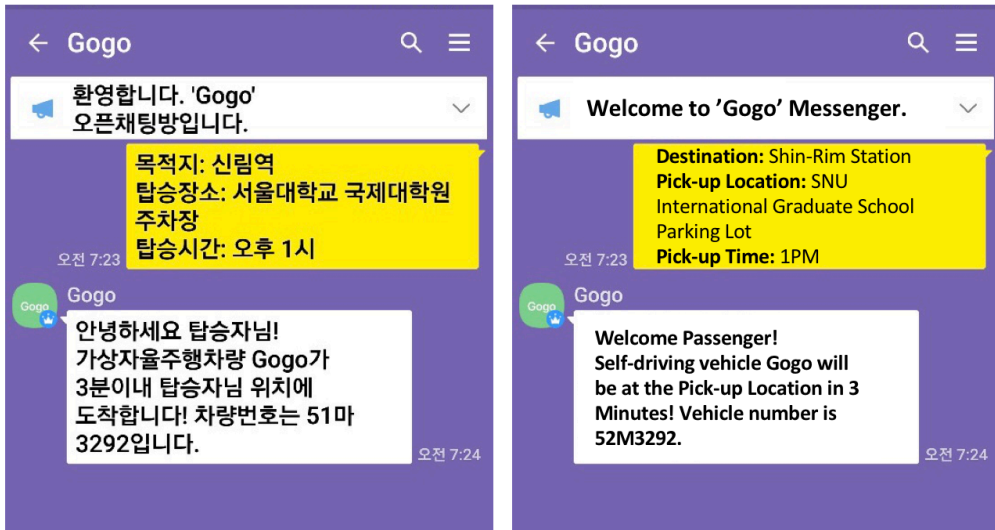 Gogo
환영합니다. 'Gogo'
오픈채팅방입니다.
목적지: 신림역
탑승장소: 서울대학교 국제대학원
주차장
탑승시간: 오후 1시
오전 7:23
Gogo
Gogo
안녕하세요 탑승자님!
가상자율주행차량 Gogo가
3분이내 탑승자님 위치에
도착합니다! 차량번호는 51마
3292입니다.
오전 7:24
Gogo
Welcome to ’Gogo’ Messenger.
Destination: Shin-Rim Station
Pick-up Location: SNU
International Graduate School
Parking Lot
Pick-up Time: 1PM
오전 7:23
Gogo
Gogo
Welcome Passenger!
Self-driving vehicle Gogo will
be at the Pick-up Location in 3
Minutes! Vehicle number is
52M3292.
오전 7:24